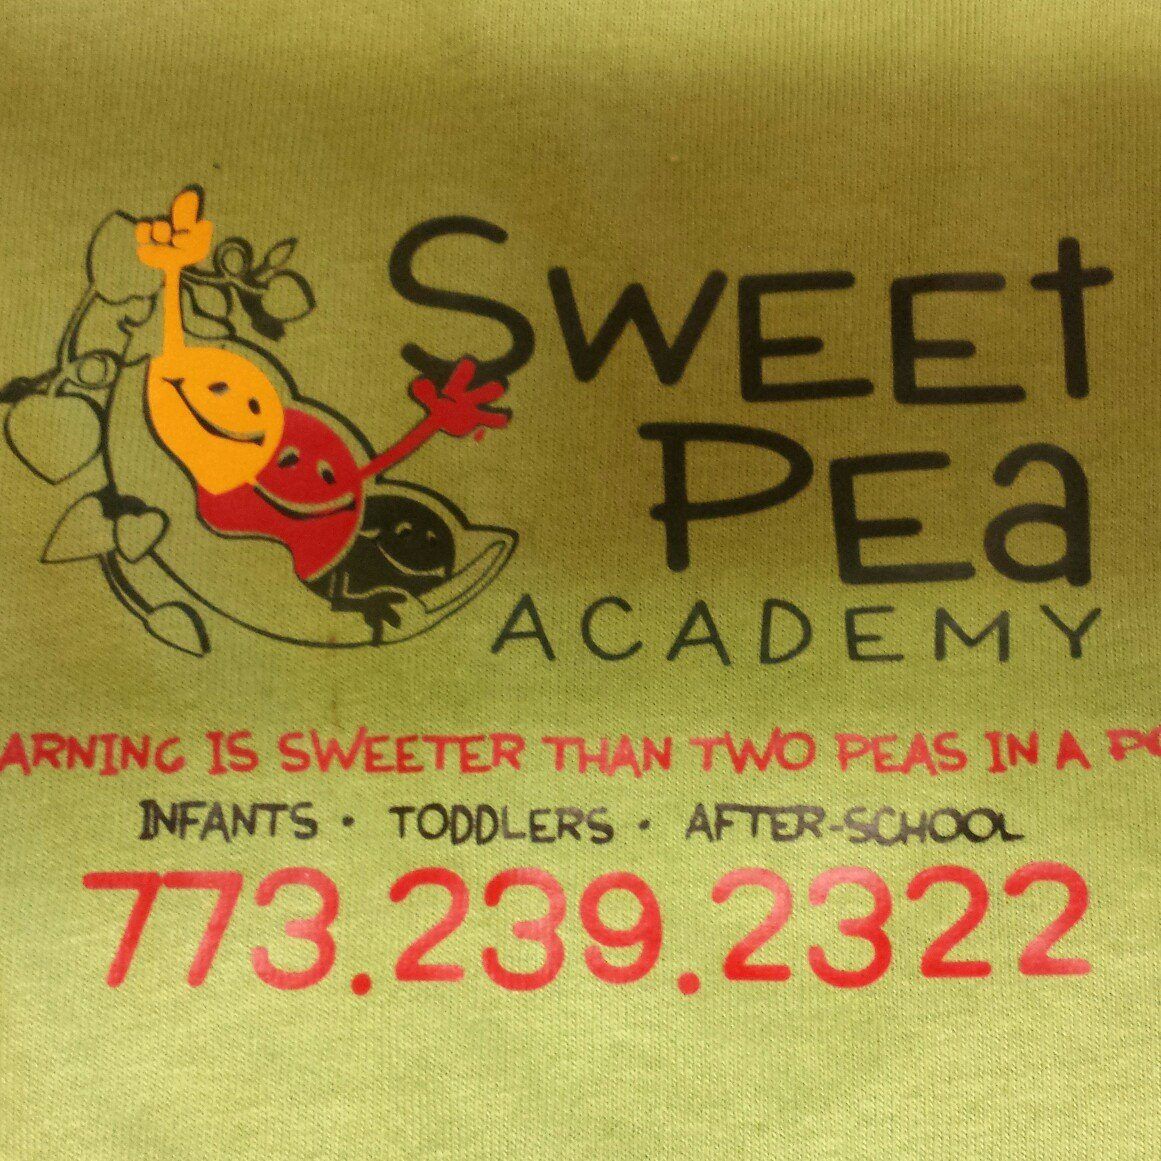 SWEEt
PEa
ACADEMY
ARNING IS SWEETER THAN TWO PEAS IN A
INFANTS · TODDLERS · AFTER-SCHOOL
773.239.2322